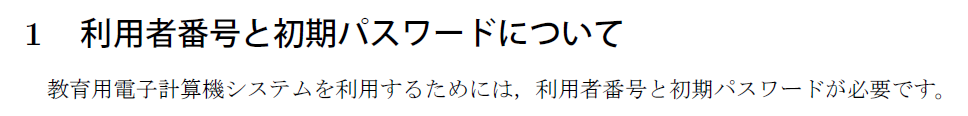 1 利用者番号と初期パスワードについて
教育用電子計算機システムを利用するためには，利用者番号と初期パスワードが必要です。